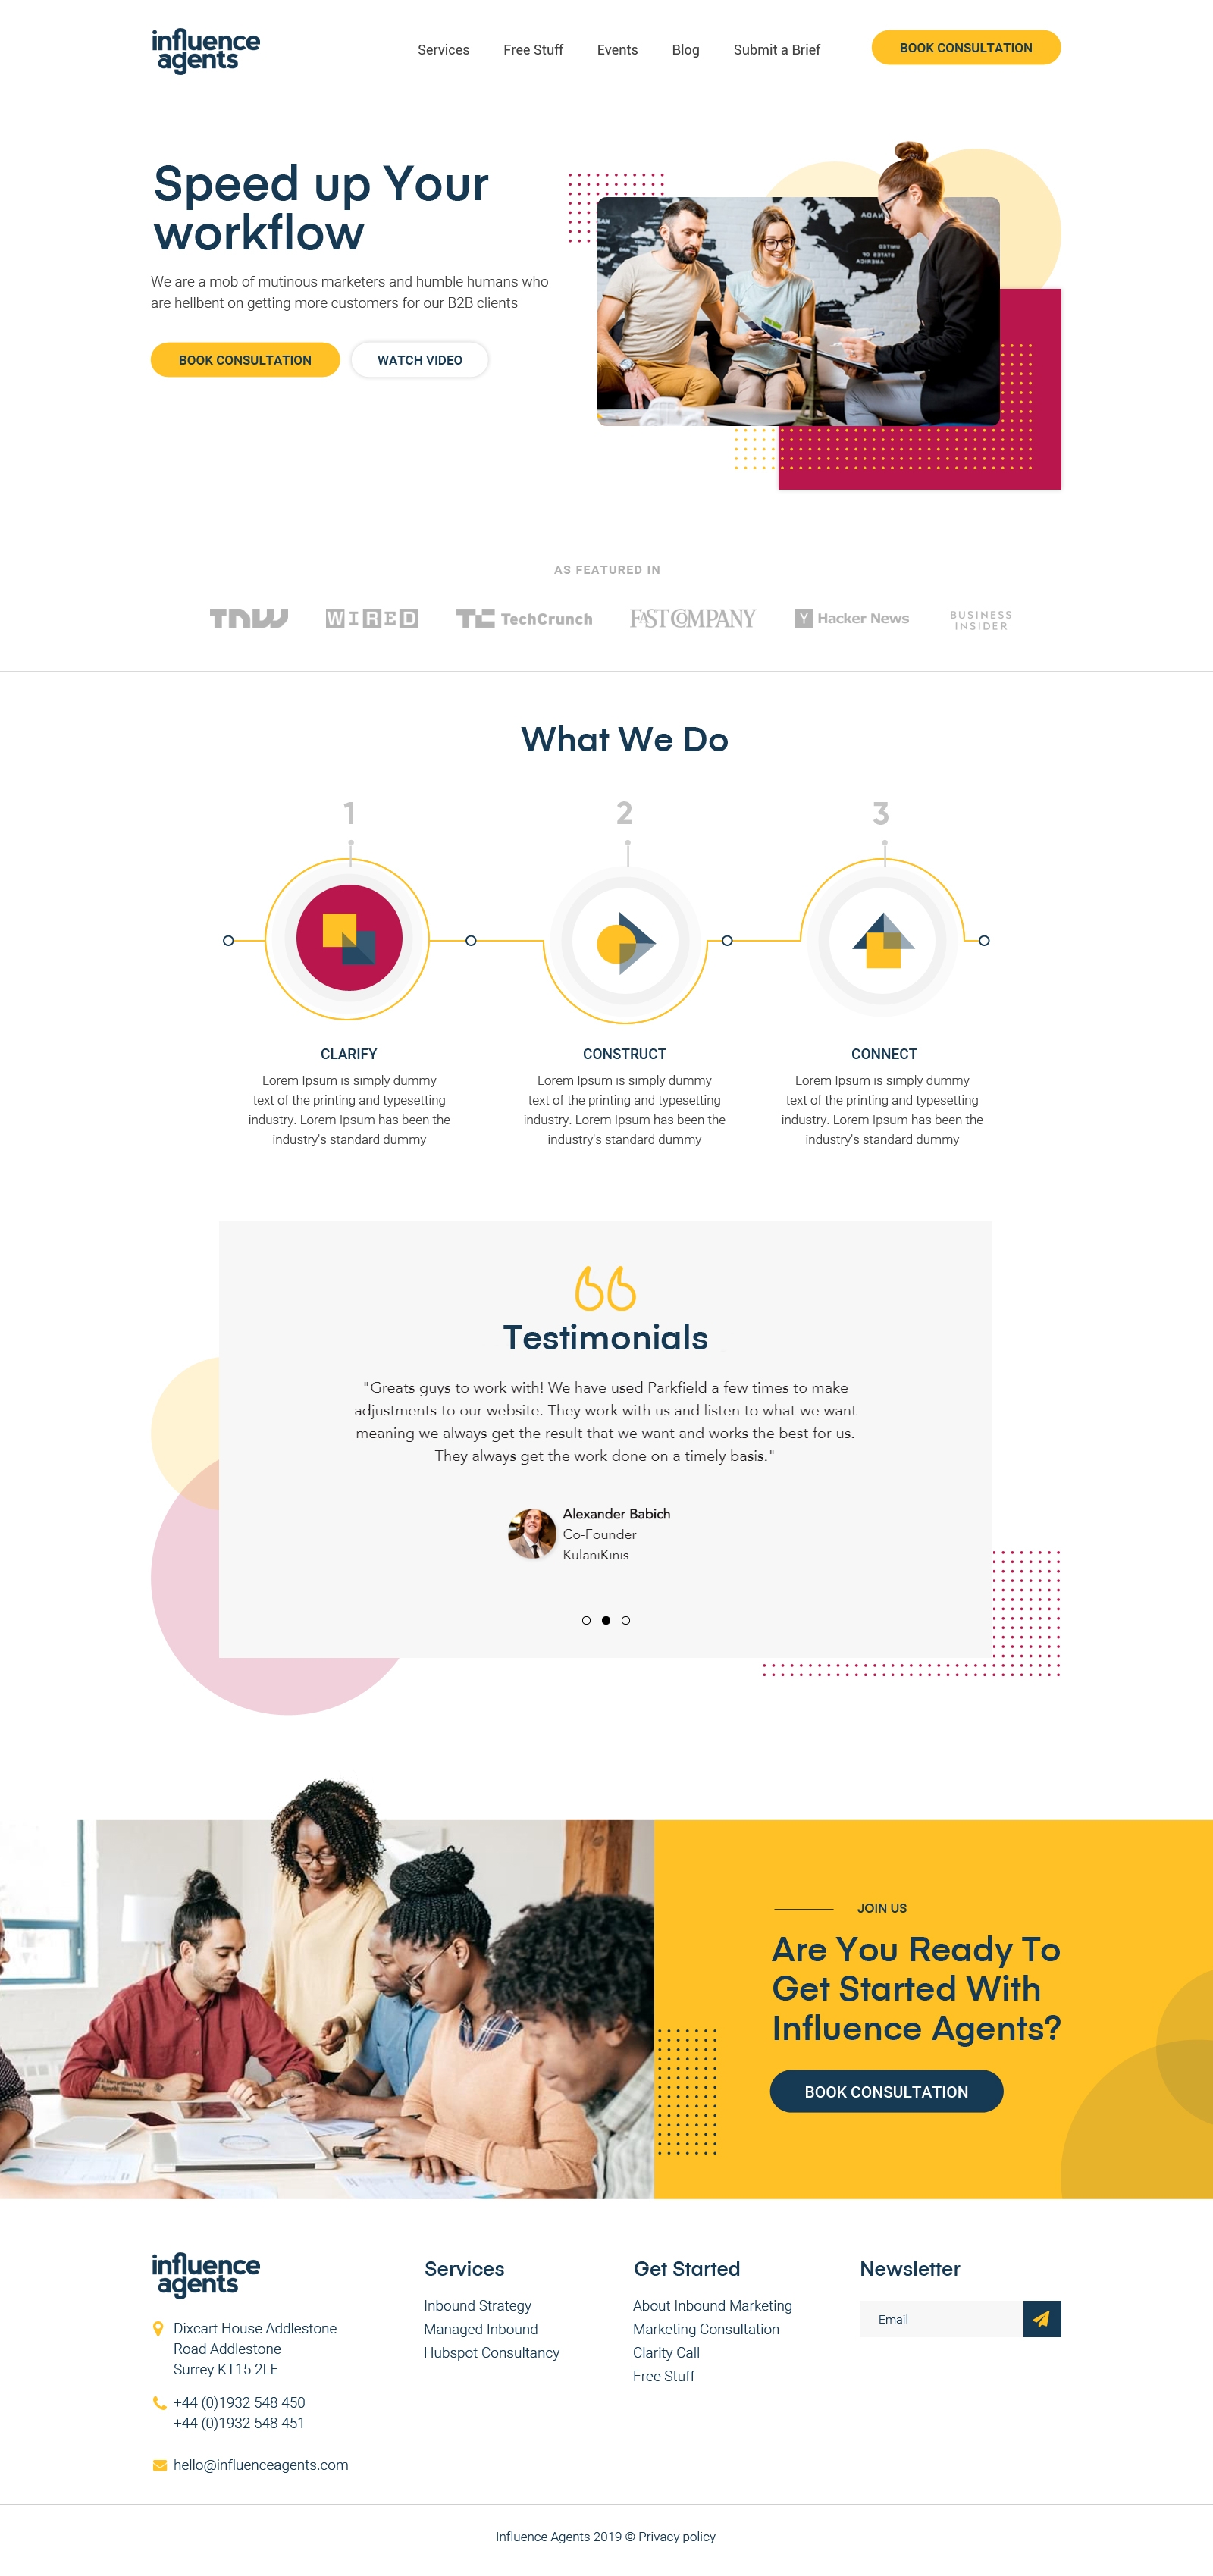 influence
agents
Services
Free Stuff
Events
Blog
Submit a Brief
BOOK CONSULTATION
Speed up Your
workflow
We are a mob of mutinous marketers and humble humans who
are hellbent on getting more customers for our B2B clients
BOOK CONSULTATION
WATCH VIDEO
AS FEATURED IN
TNW
WIRED
TC TechCrunch
FAST COMPANY
Y Hacker News
BUSINESS
INSIDER
What We Do
1
2
3
CLARIFY
Lorem Ipsum is simply dummy
text of the printing and typesetting
industry. Lorem Ipsum has been the
industry's standard dummy
CONSTRUCT
Lorem Ipsum is simply dummy
text of the printing and typesetting
industry. Lorem Ipsum has been the
industry's standard dummy
CONNECT
Lorem Ipsum is simply dummy
text of the printing and typesetting
industry. Lorem Ipsum has been the
industry's standard dummy
Testimonials
"Greats guys to work with! We have used Parkfield a few times to make
adjustments to our website. They work with us and listen to what we want
meaning we always get the result that we want and works the best for us.
They always get the work done on a timely basis."
Alexander Babich
Co-Founder
KulaniKinis
JOIN US
Are You Ready To
Get Started With
Influence Agents?
BOOK CONSULTATION
influence
agents
Dixcart House Addlestone
Road Addlestone
Surrey KT15 2LE
+44 (0)1932 548 450
+44 (0)1932 548 451
hello@influenceagents.com
Services
Inbound Strategy
Managed Inbound
Hubspot Consultancy
Get Started
About Inbound Marketing
Marketing Consultation
Clarity Call
Free Stuff
Newsletter
Email
Influence Agents 2019 © Privacy policy